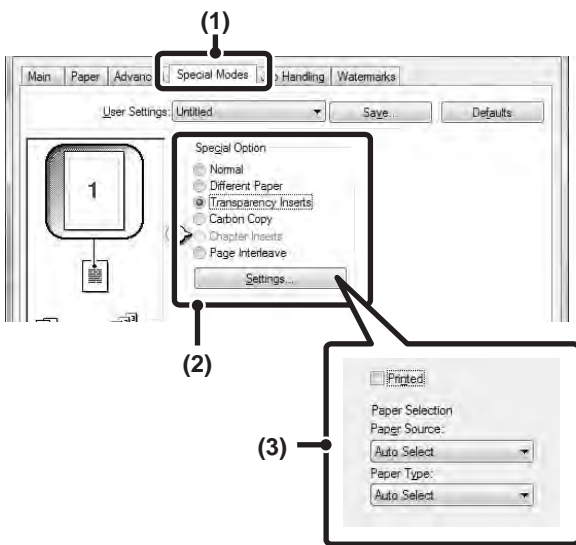 (1)
Main Paper Special Modes Handling Watermarks
User Settings: Untitled Save... Defaults
Special Option
Normal
1
Different Paper
Transparency Inserts
Carbon Copy
Chapter Inserts
Page Interleave
Settings...
(2)
Printed
Paper Selection
Paper Source:
(3)
Auto Select
Paper Type:
Auto Select